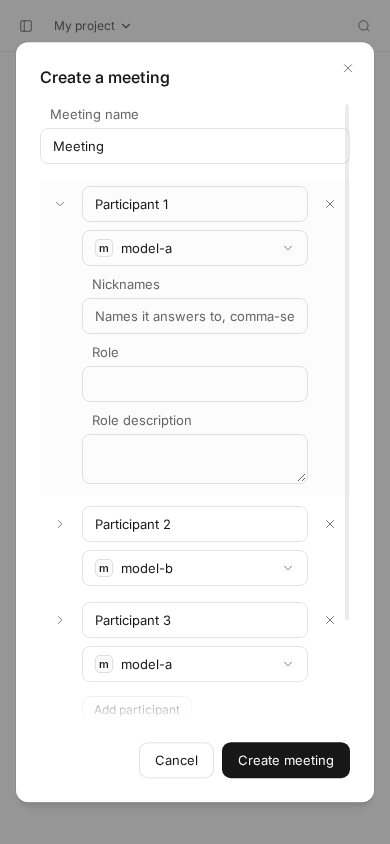 My project
Create a meeting
Meeting name
Meeting
Participant 1
m model-a
Nicknames
Names it answers to, comma-se
Role
Role description
Participant 2
m model-b
Participant 3
m model-a
Add participant
Cancel
Create meeting